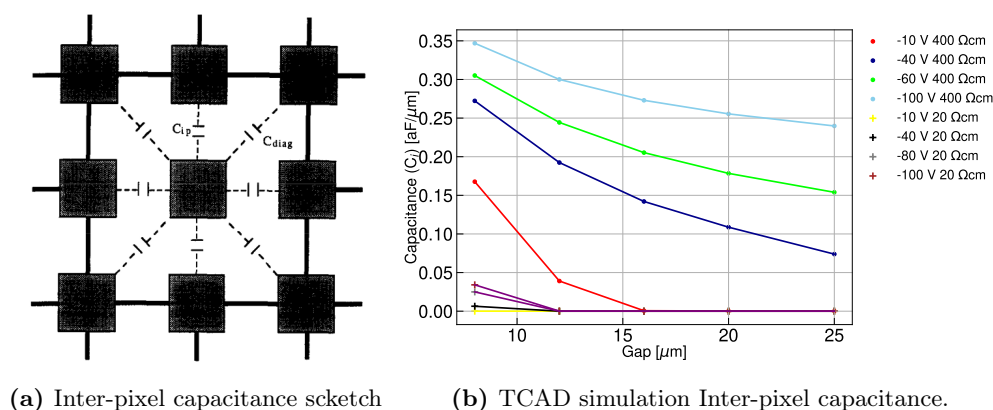 C_ip
C_diag
0.35
0.30
0.25
0.20
0.15
0.10
0.05
0.00
Capacitance (C_i) [aF/μm]
10
15
20
25
Gap [μm]
-10 V 400 Ωcm
-40 V 400 Ωcm
-60 V 400 Ωcm
-100 V 400 Ωcm
-10 V 20 Ωcm
-40 V 20 Ωcm
-80 V 20 Ωcm
-100 V 20 Ωcm
(a) Inter-pixel capacitance scketch
(b) TCAD simulation Inter-pixel capacitance.